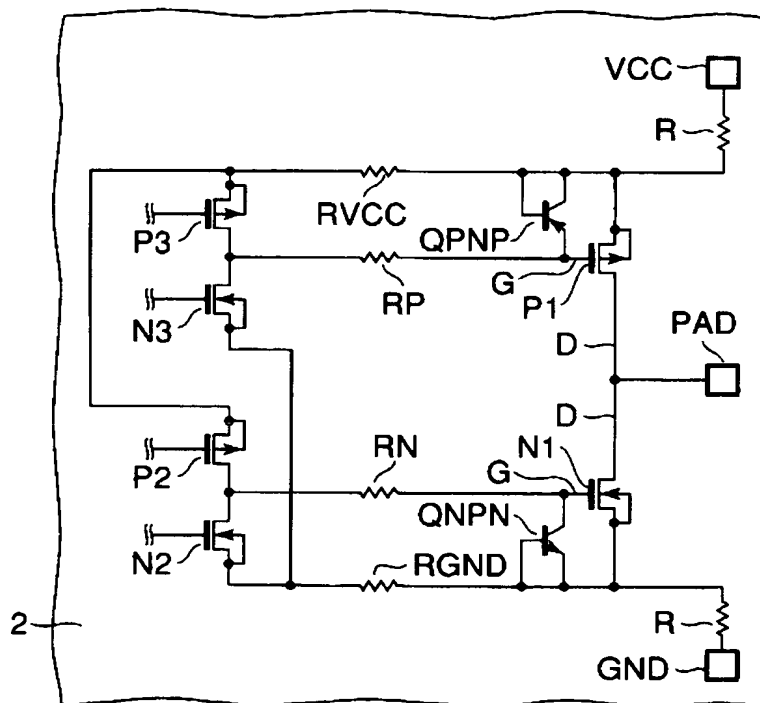 VCC
R
RVCC
QPNP
P3
RP
G
P1
N3
D
PAD
D
RN
N1
P2
G
QNPN
N2
RGND
2
R
GND